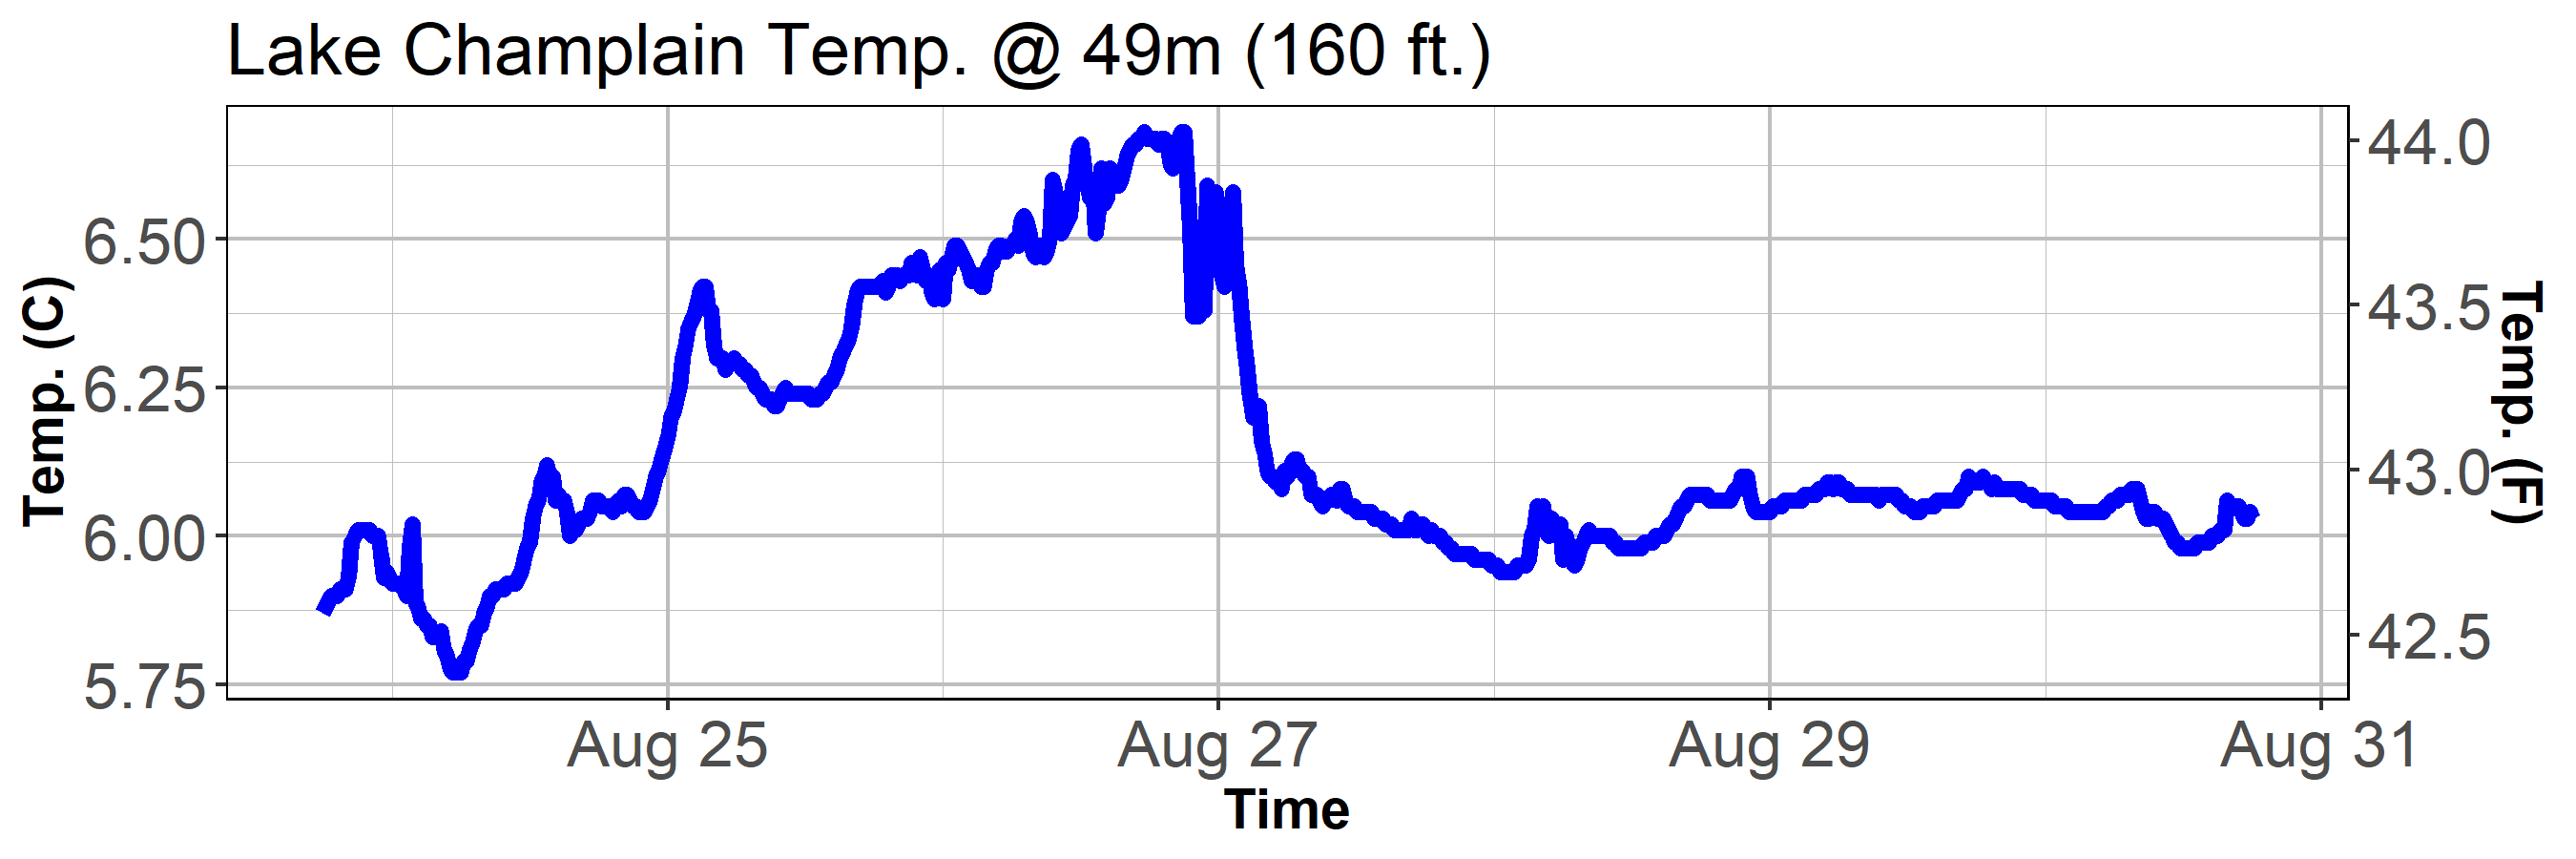 Lake Champlain Temp. @ 49m (160 ft.)
Temp. (C)
6.50
6.25
6.00
5.75
44.0
43.5
43.0
42.5
Temp. (F)
Aug 25 Aug 27 Aug 29 Aug 31
Time